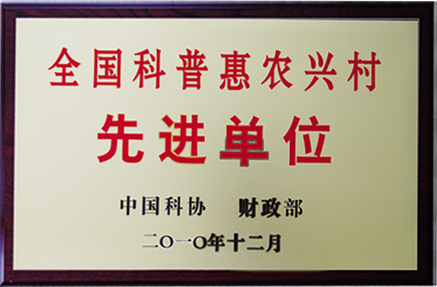 全国科普惠农兴村
先进单位
中国科协 财政部
二〇一〇年十二月